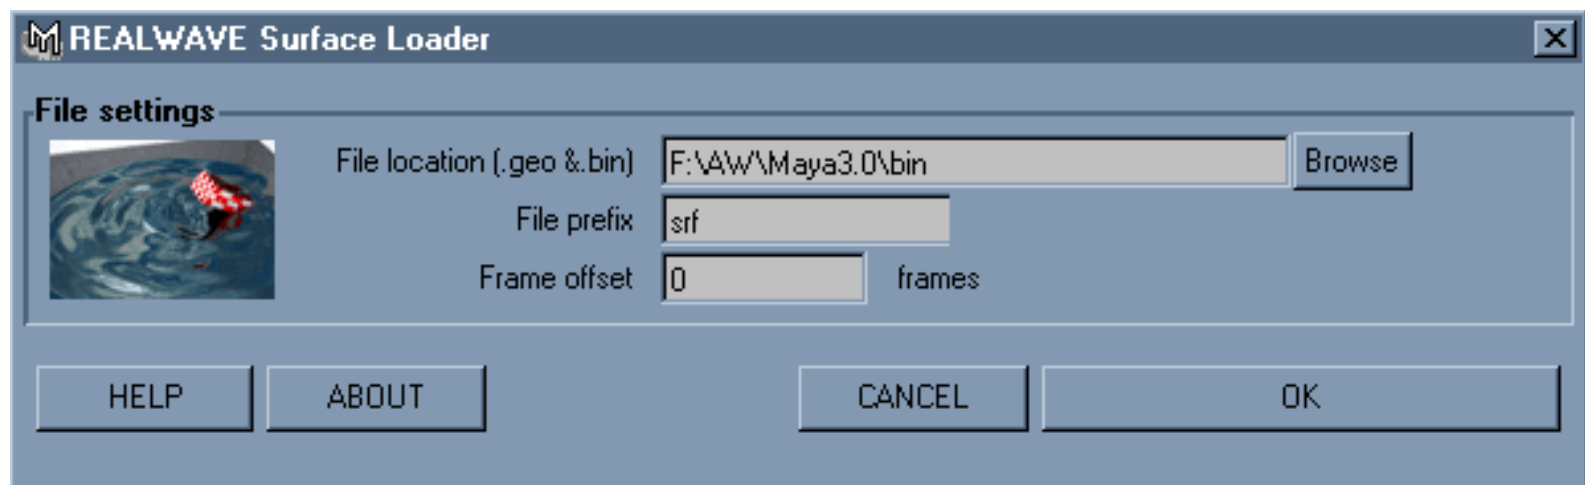 REALWAVE Surface Loader
File settings
File location (.geo &.bin) F:\AW\Maya3.0\bin Browse
File prefix srf
Frame offset 0 frames
HELP ABOUT CANCEL OK